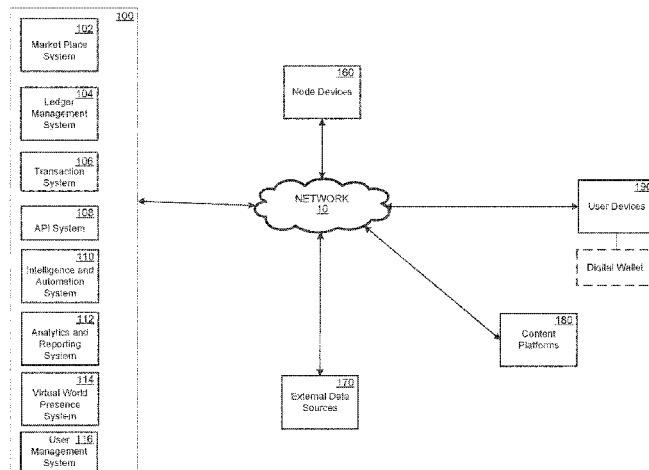 100
102
Market Place
System
104
Ledger
Management
System
106
Transaction
System
108
API System
110
Intelligence and
Automation
System
112
Analytics and
Reporting
System
114
Virtual World
Presence
System
User 116
Management
System
160
Node Devices
NETWORK
10
190
User Devices
Digital Wallet
180
Content
Platforms
170
External Data
Sources